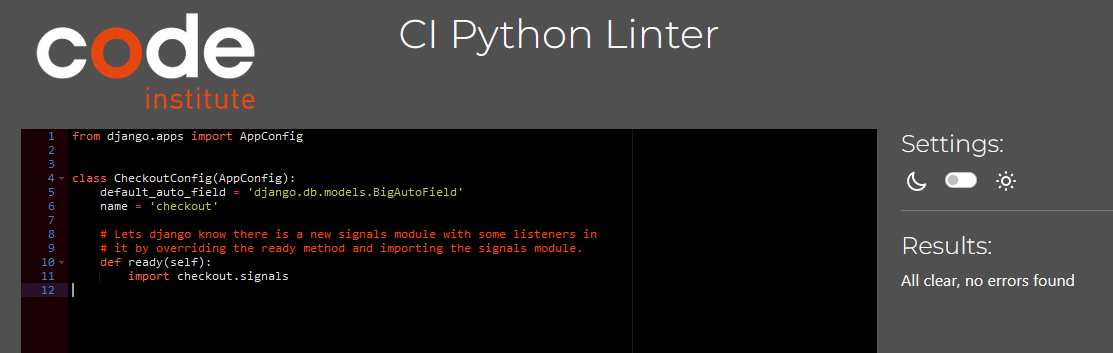 code
institute
CI Python Linter
1 from django.apps import AppConfig
2
3
4 class CheckoutConfig(AppConfig):
5     default_auto_field = 'django.db.models.BigAutoField'
6     name = 'checkout'
7
8     # Lets django know there is a new signals module with some listeners in
9     # it by overriding the ready method and importing the signals module.
10     def ready(self):
11         import checkout.signals
12
Settings:
Results:
All clear, no errors found